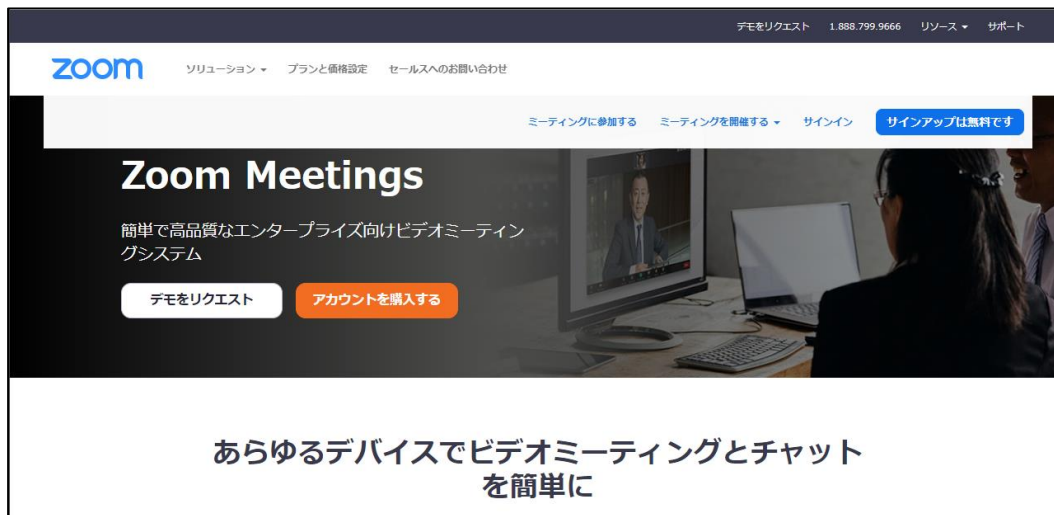 デモをリクエスト 1.888.799.9666 リソース サポート
zoom ソリューション プランと価格設定 セールスへのお問い合わせ
ミーティングに参加する ミーティングを開催する サインイン サインアップは無料です
Zoom Meetings
簡単で高品質なエンタープライズ向けビデオミーティン
グシステム
デモをリクエスト アカウントを購入する
あらゆるデバイスでビデオミーティングとチャット
を簡単に